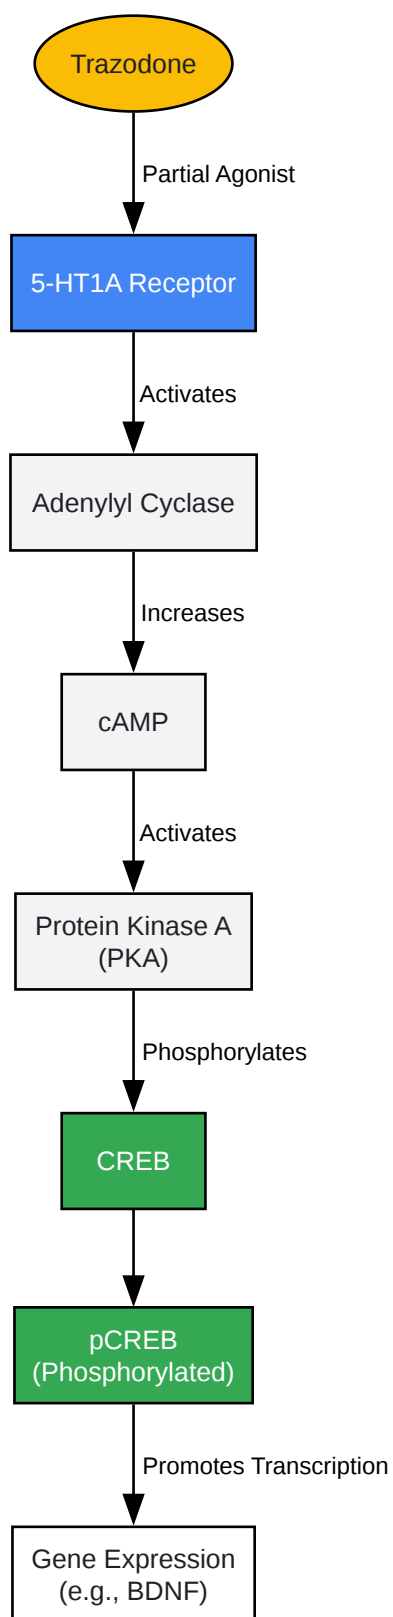 Trazodone
Partial Agonist
5-HT1A Receptor
Activates
Adenylyl Cyclase
Increases
cAMP
Activates
Protein Kinase A
(PKA)
Phosphorylates
CREB
pCREB
(Phosphorylated)
Promotes Transcription
Gene Expression
(e.g., BDNF)